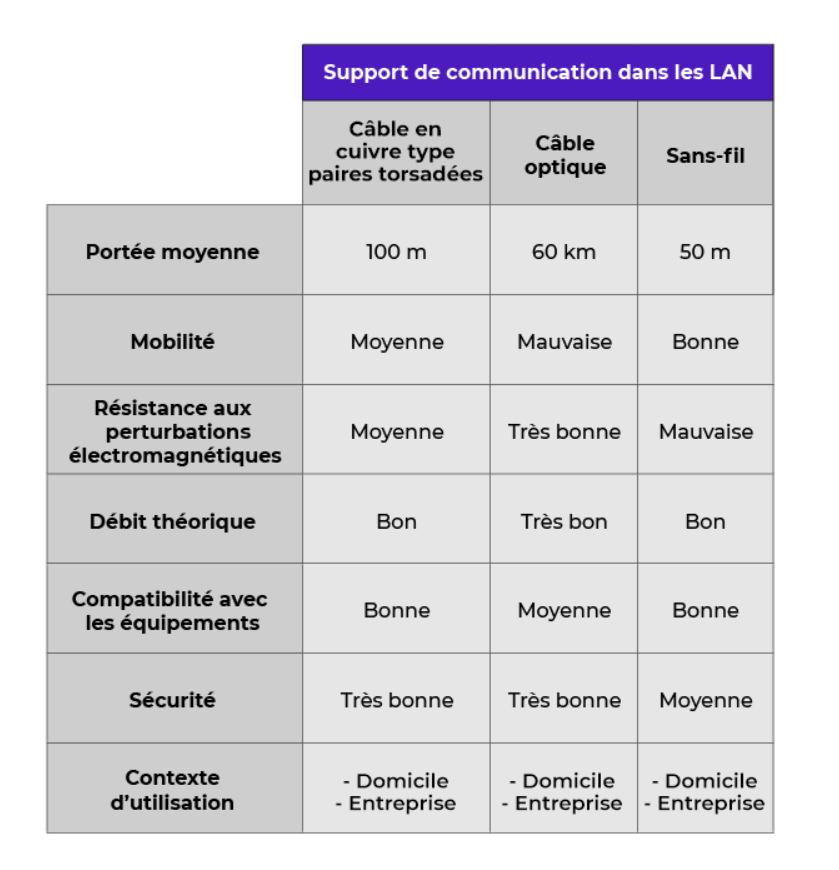 Support de communication dans les LAN
Câble en
cuivre type
paires torsadées
Câble
optique
Sans-fil
Portée moyenne
100 m
60 km
50 m
Mobilité
Moyenne
Mauvaise
Bonne
Résistance aux
perturbations
électromagnétiques
Moyenne
Très bonne
Mauvaise
Débit théorique
Bon
Très bon
Bon
Compatibilité avec
les équipements
Bonne
Moyenne
Bonne
Sécurité
Très bonne
Très bonne
Moyenne
Contexte
d’utilisation
- Domicile
- Entreprise
- Domicile
- Entreprise
- Domicile
- Entreprise